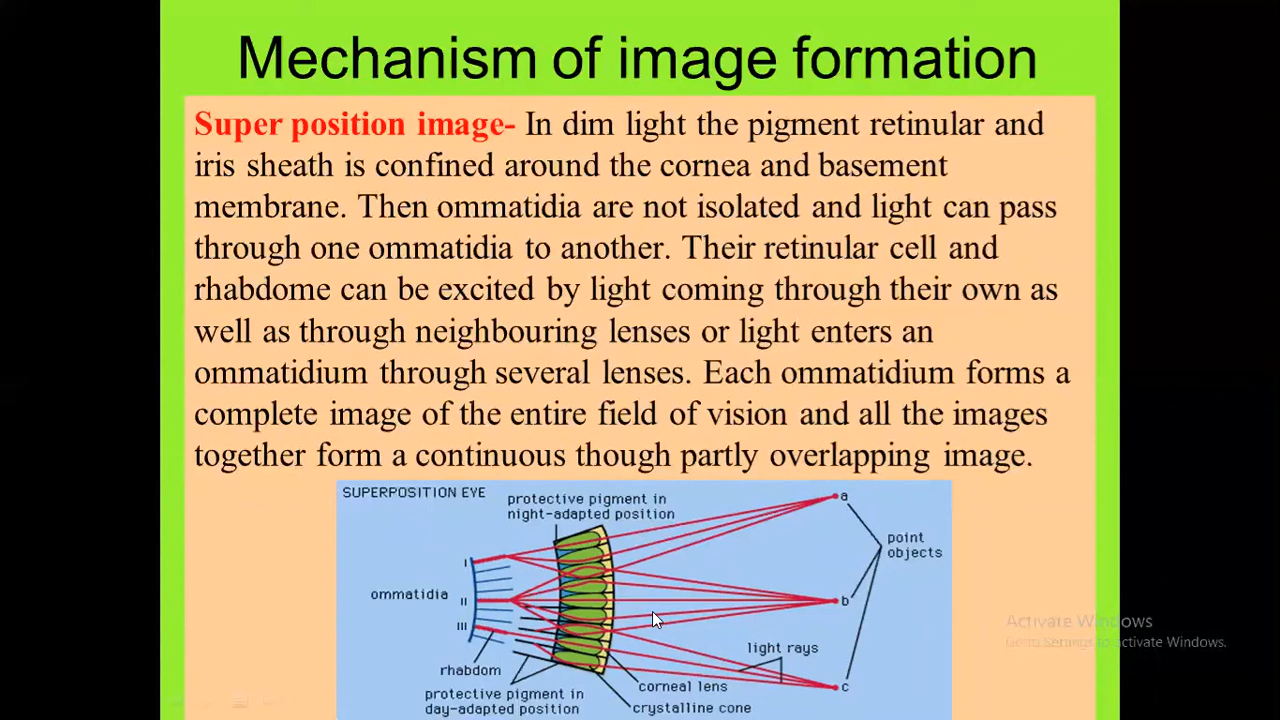 Mechanism of image formation
Super position image- In dim light the pigment retinular and
iris sheath is confined around the cornea and basement
membrane. Then ommatidia are not isolated and light can pass
through one ommatidia to another. Their retinular cell and
rhabdome can be excited by light coming through their own as
well as through neighbouring lenses or light enters an
ommatidium through several lenses. Each ommatidium forms a
complete image of the entire field of vision and all the images
together form a continuous though partly overlapping image.
SUPERPOSITION EYE
protective pigment in
night-adapted position
a
point
objects
I
ommatidia
II
b
III
light rays
rhabdom
corneal lens
c
protective pigment in
day-adapted position
crystalline cone
Activate Windows
Go to Settings to activate Windows.